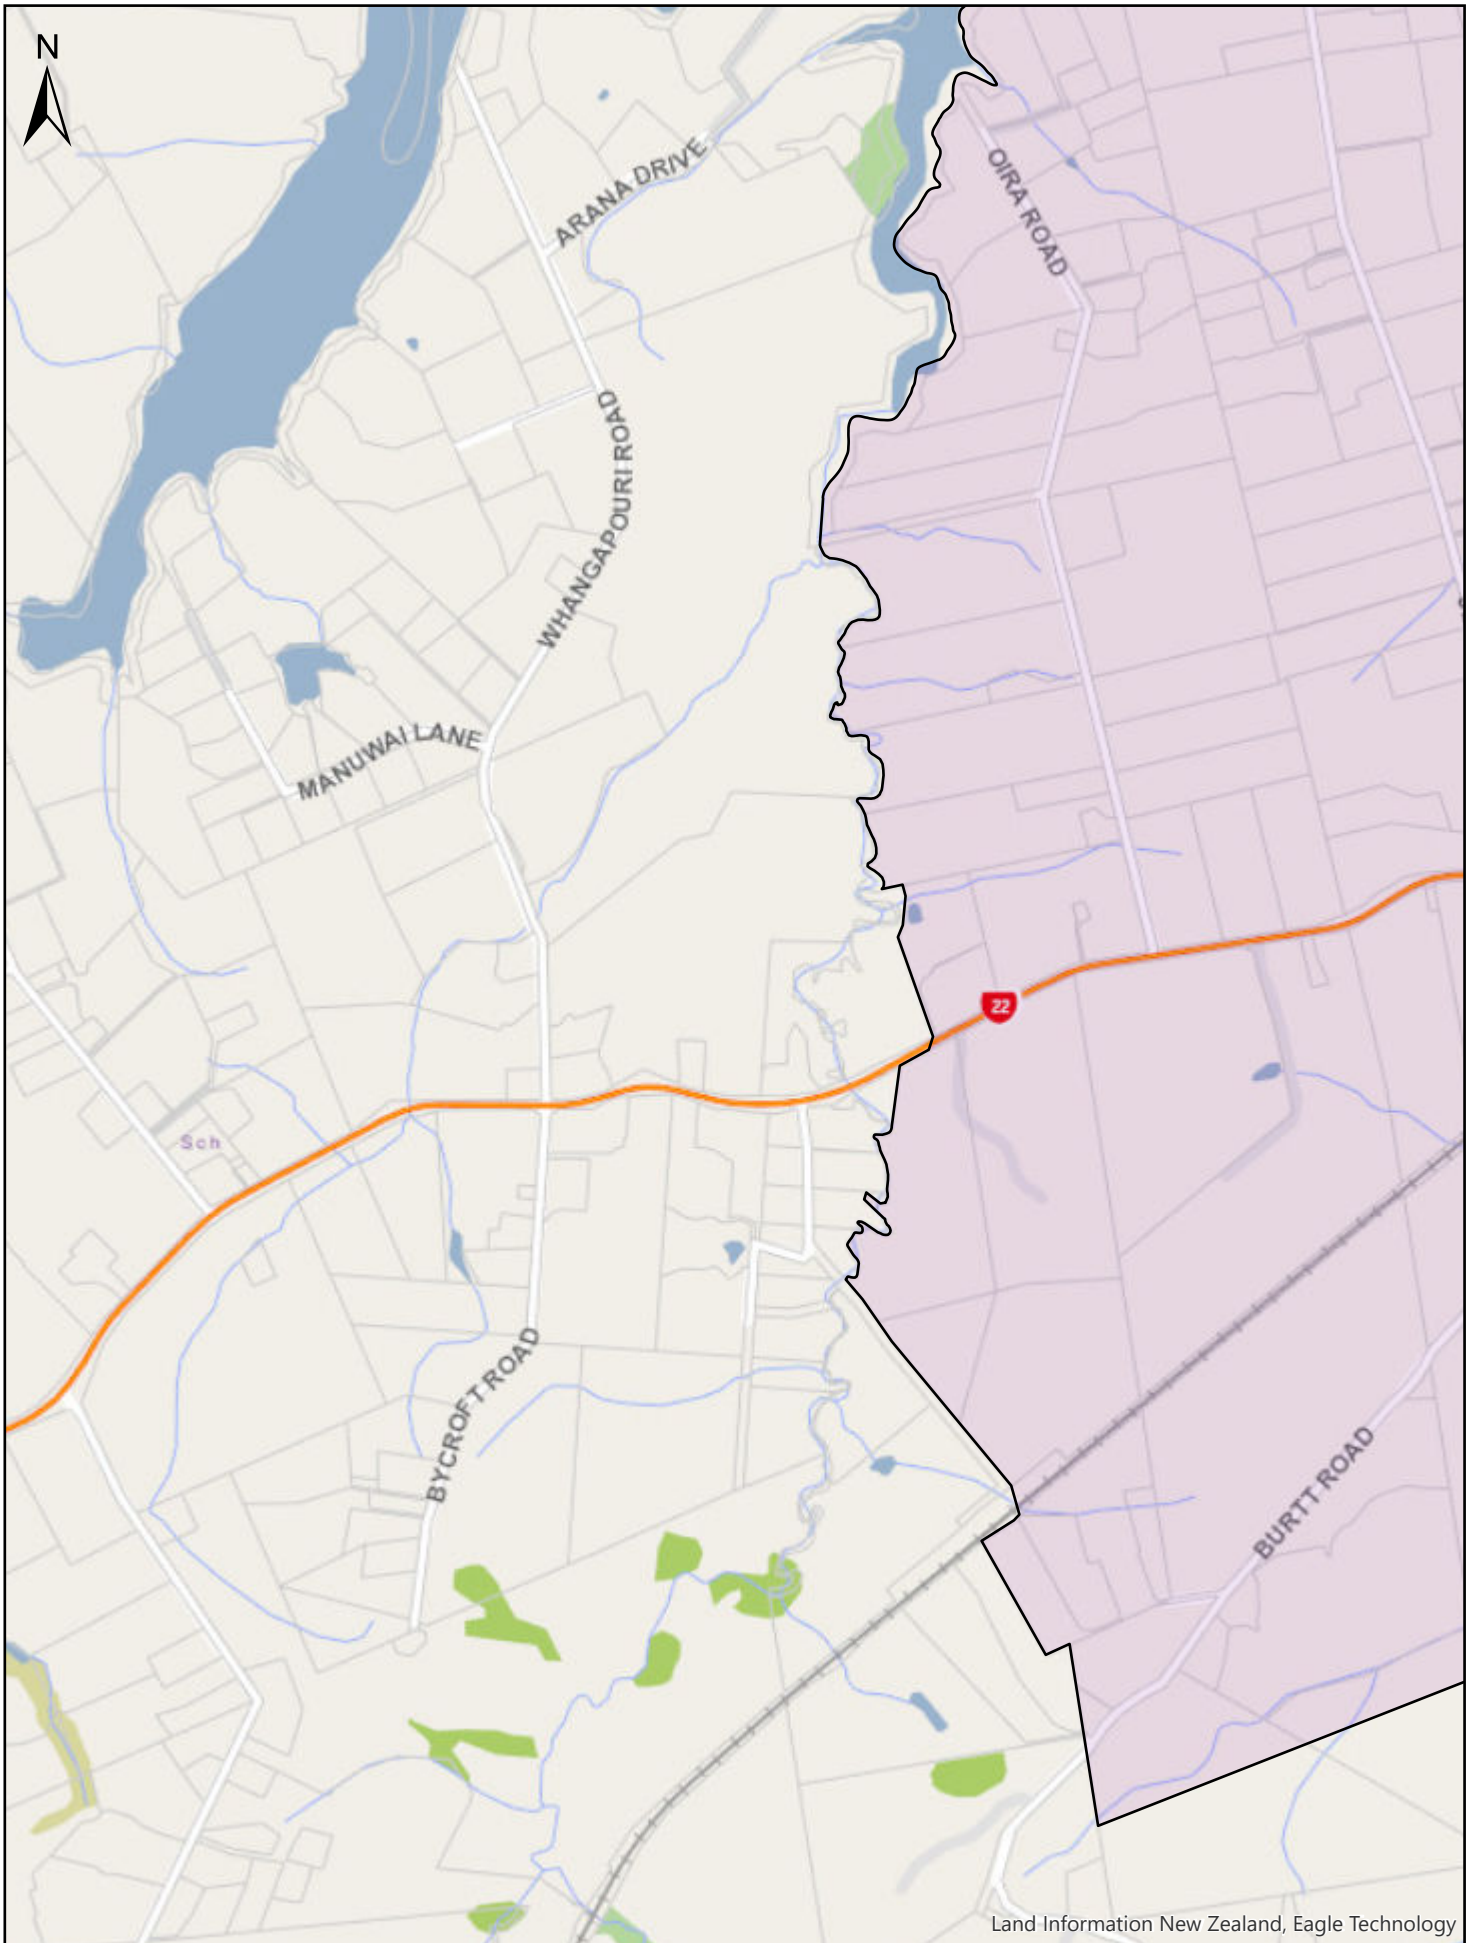 N
ARANA DRIVE
OIRA ROAD
WHANGAPOURI ROAD
MANUWAI LANE
22
Sch
BYCROFT ROAD
BURTT ROAD
Land Information New Zealand, Eagle Technology